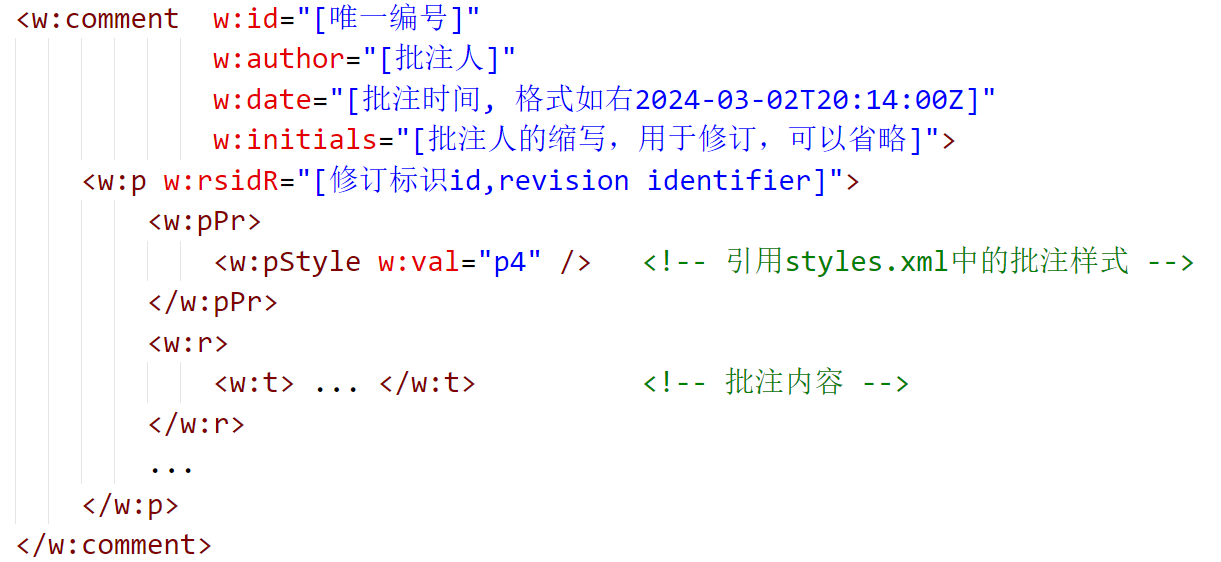 <w:comment  w:id="[唯一编号]"
            w:author="[批注人]"
            w:date="[批注时间, 格式如右2024-03-02T20:14:00Z]"
            w:initials="[批注人的缩写，用于修订，可以省略]">
    <w:p w:rsidR="[修订标识id,revision identifier]">
        <w:pPr>
            <w:pStyle w:val="p4" />   <!-- 引用styles.xml中的批注样式 -->
        </w:pPr>
        <w:r>
            <w:t> ... </w:t>          <!-- 批注内容 -->
        </w:r>
        ...
    </w:p>
</w:comment>